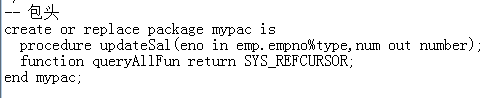 -- 包头
create or replace package mypac is
  procedure updateSal(eno in emp.empno%type,num out number);
  function queryAllFun return SYS_REFCURSOR;
end mypac;